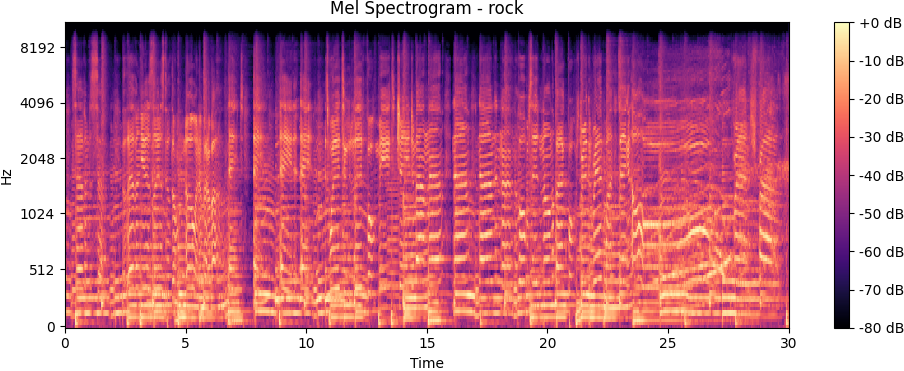 Mel Spectrogram - rock
Hz
8192
4096
2048
1024
512
0
0 5 10 15 20 25 30
Time
+0 dB
-10 dB
-20 dB
-30 dB
-40 dB
-50 dB
-60 dB
-70 dB
-80 dB